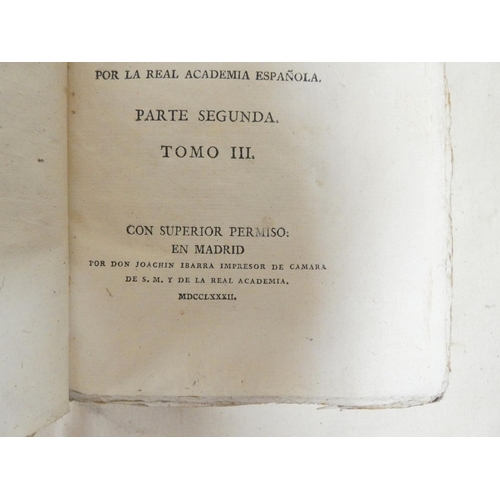 POR LA REAL ACADEMIA ESPAÑOLA.
PARTE SEGUNDA.
TOMO III.
CON SUPERIOR PERMISO:
EN MADRID
POR DON JOACHIN IBARRA IMPRESOR DE CAMARA
DE S. M. Y DE LA REAL ACADEMIA.
MDCCLXXXII.